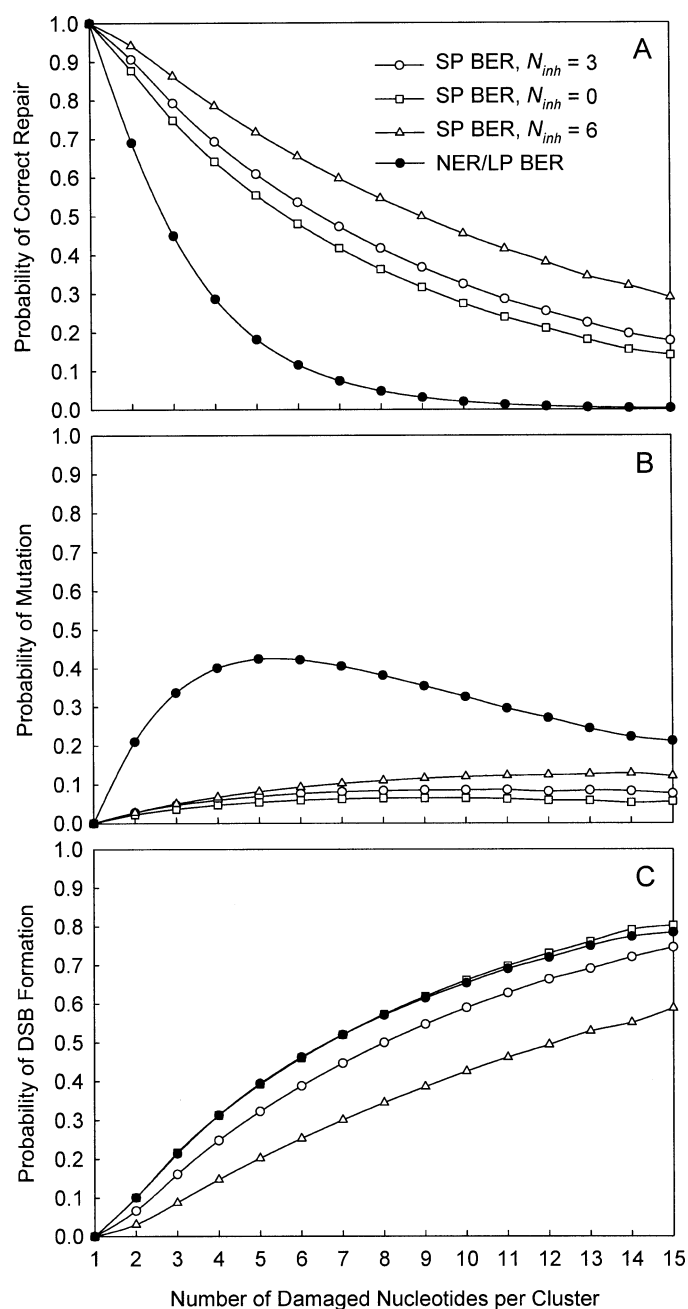 A
SP BER, Ninh = 3
SP BER, Ninh = 0
SP BER, Ninh = 6
NER/LP BER
Probability of Correct Repair
1.0
0.9
0.8
0.7
0.6
0.5
0.4
0.3
0.2
0.1
0.0
B
Probability of Mutation
1.0
0.9
0.8
0.7
0.6
0.5
0.4
0.3
0.2
0.1
0.0
C
Probability of DSB Formation
1.0
0.9
0.8
0.7
0.6
0.5
0.4
0.3
0.2
0.1
0.0
1 2 3 4 5 6 7 8 9 10 11 12 13 14 15
Number of Damaged Nucleotides per Cluster